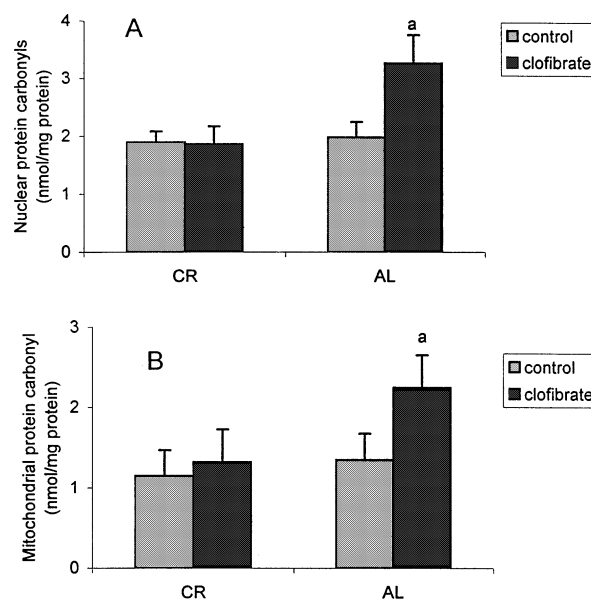 A
a
control
clofibrate
Nuclear protein carbonyls
(nmol/mg protein)
4
3
2
1
0
CR
AL
B
a
control
clofibrate
Mitochondrial protein carbonyl
(nmol/mg protein)
3
2
1
0
CR
AL